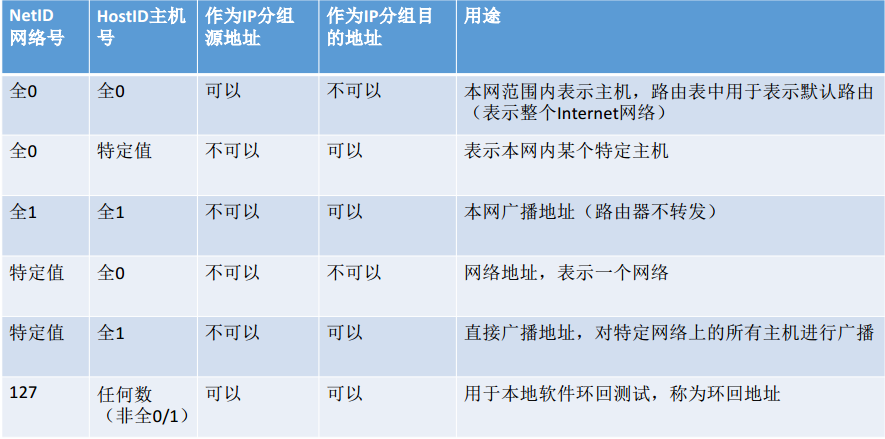 NetID HostID主机 作为IP分组 作为IP分组目 用途
网络号 号 源地址 的地址
全0 全0 可以 不可以 本网范围内表示主机，路由表中用于表示默认路由
（表示整个Internet网络）
全0 特定值 不可以 可以 表示本网内某个特定主机
全1 全1 不可以 可以 本网广播地址（路由器不转发）
特定值 全0 不可以 不可以 网络地址，表示一个网络
特定值 全1 不可以 可以 直接广播地址，对特定网络上的所有主机进行广播
127 任何数 可以 可以 用于本地软件环回测试，称为环回地址
（非全0/1）